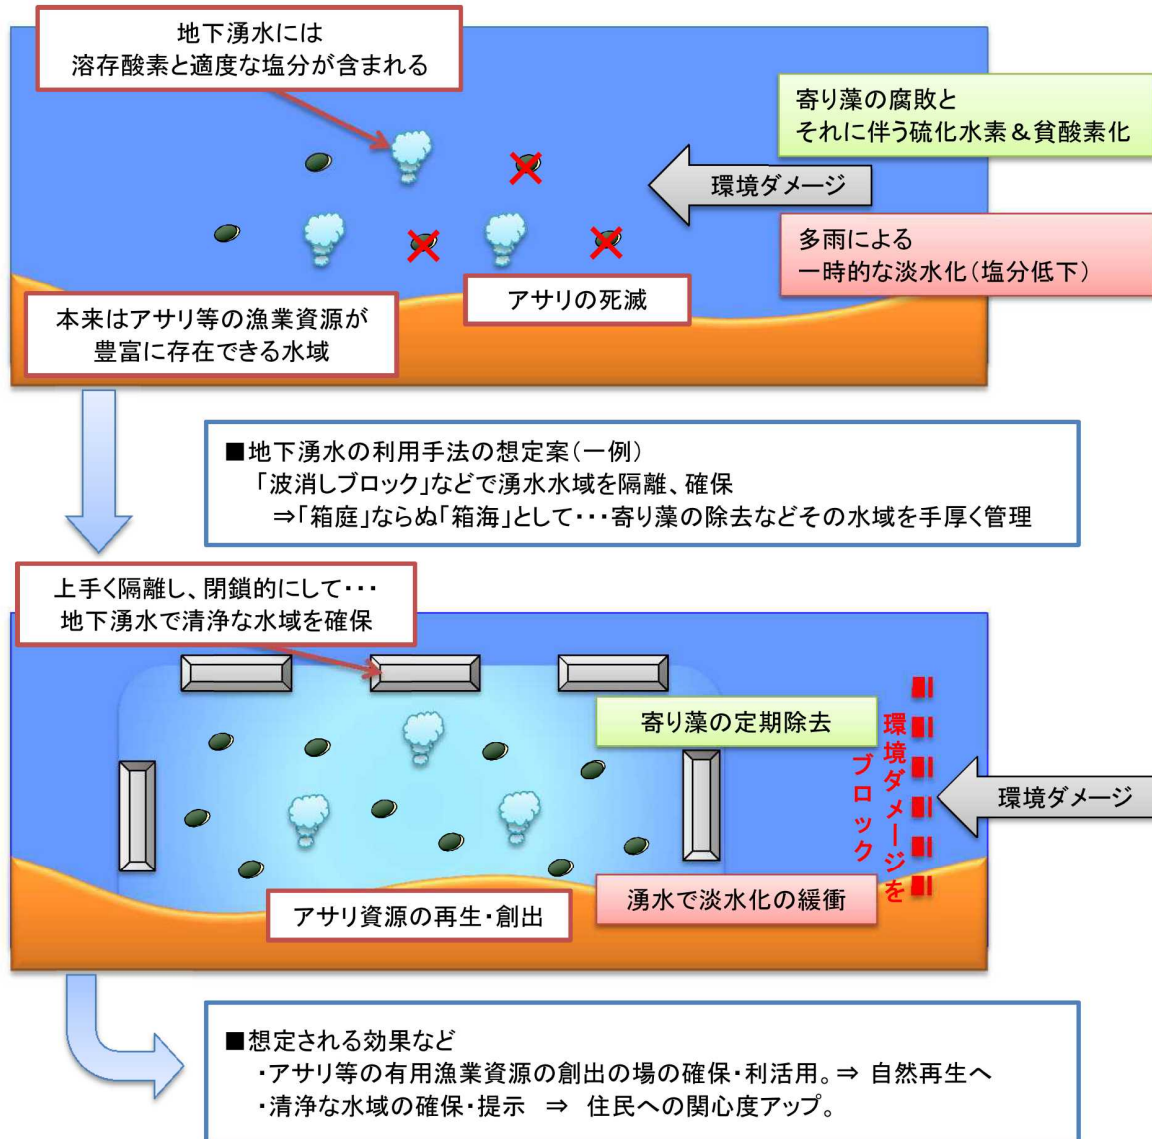 地下湧水には
溶存酸素と適度な塩分が含まれる
寄り藻の腐敗と
それに伴う硫化水素＆貧酸素化
環境ダメージ
多雨による
一時的な淡水化（塩分低下）
アサリの死滅
本来はアサリ等の漁業資源が
豊富に存在できる水域
■地下湧水の利用手法の想定案（一例）
「波消しブロック」などで湧水水域を隔離、確保
⇒「箱庭」ならぬ「箱海」として・・・寄り藻の除去などその水域を手厚く管理
上手く隔離し、閉鎖的にして・・・
地下湧水で清浄な水域を確保
寄り藻の定期除去
環境ダメージを
ブロック
環境ダメージ
湧水で淡水化の緩衝
アサリ資源の再生・創出
■想定される効果など
・アサリ等の有用漁業資源の創出の場の確保・利活用。⇒ 自然再生へ
・清浄な水域の確保・提示 ⇒ 住民への関心度アップ。